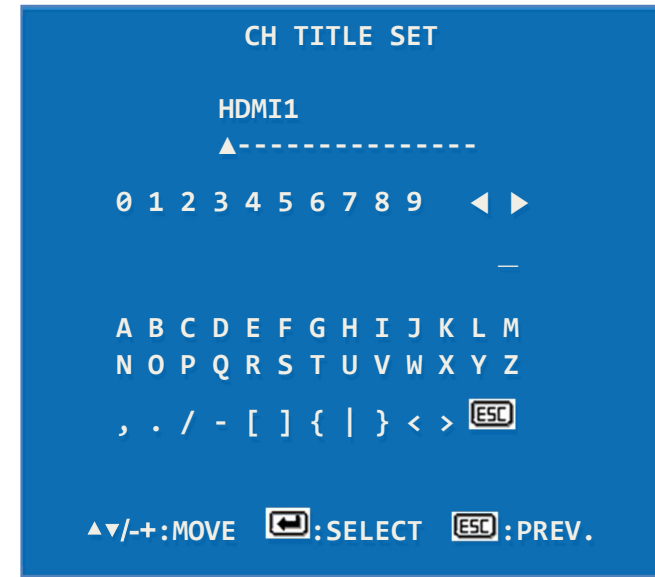 CH TITLE SET
HDMI1
▲---------------
0 1 2 3 4 5 6 7 8 9 ◀ ▶
_
A B C D E F G H I J K L M
N O P Q R S T U V W X Y Z
, . / - [ ] { | } < > ESC
▲▼/-+:MOVE ↵:SELECT ESC:PREV.